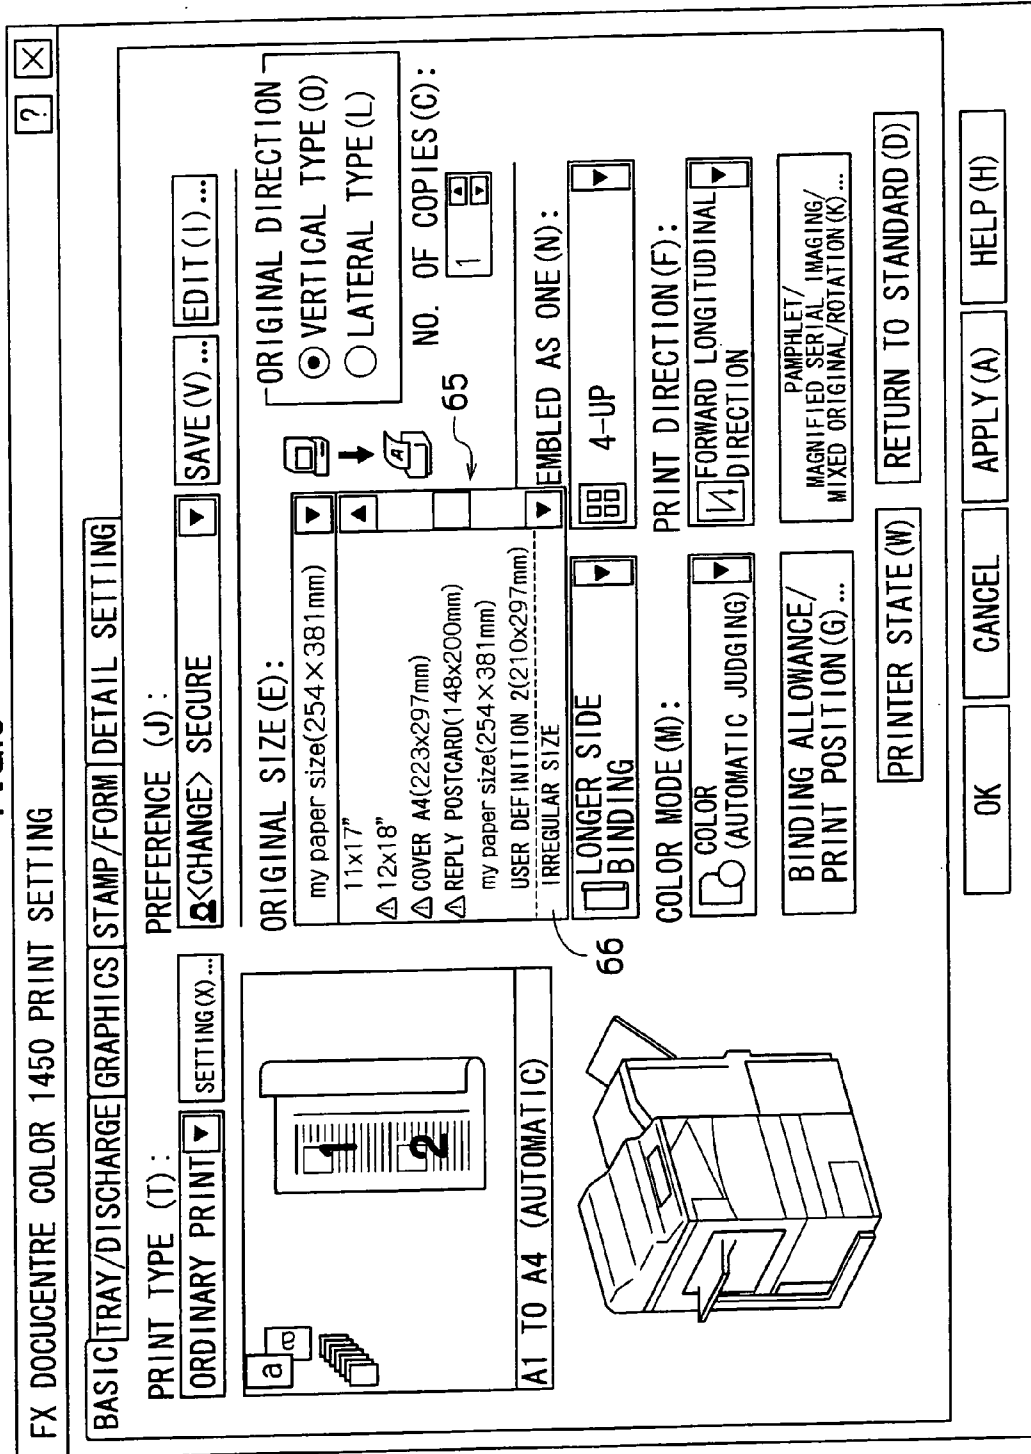 FX DOCUCENTRE COLOR 1450 PRINT SETTING
?
BASIC TRAY/DISCHARGE GRAPHICS STAMP/FORM DETAIL SETTING
PRINT TYPE (T):
ORDINARY PRINT
SETTING(X)...
PREFERENCE (J):
<CHANGE> SECURE
SAVE(V)...
EDIT(I)...
a
1
2
A1 TO A4 (AUTOMATIC)
ORIGINAL SIZE(E):
my paper size(254×381mm)
11x17"
12x18"
COVER A4(223x297mm)
REPLY POSTCARD(148x200mm)
my paper size(254×381mm)
USER DEFINITION 2(210x297mm)
IRREGULAR SIZE
A
65
66
ORIGINAL DIRECTION
VERTICAL TYPE(O)
LATERAL TYPE(L)
NO. OF COPIES(C):
1
LONGER SIDE
BINDING
EMBLED AS ONE(N):
4-UP
COLOR MODE(M):
COLOR
(AUTOMATIC JUDGING)
PRINT DIRECTION(F):
FORWARD LONGITUDINAL
DIRECTION
BINDING ALLOWANCE/
PRINT POSITION(G)...
PAMPHLET/
MAGNIFIED SERIAL IMAGING/
MIXED ORIGINAL/ROTATION(K)...
PRINTER STATE(W)
RETURN TO STANDARD(D)
OK
CANCEL
APPLY(A)
HELP(H)